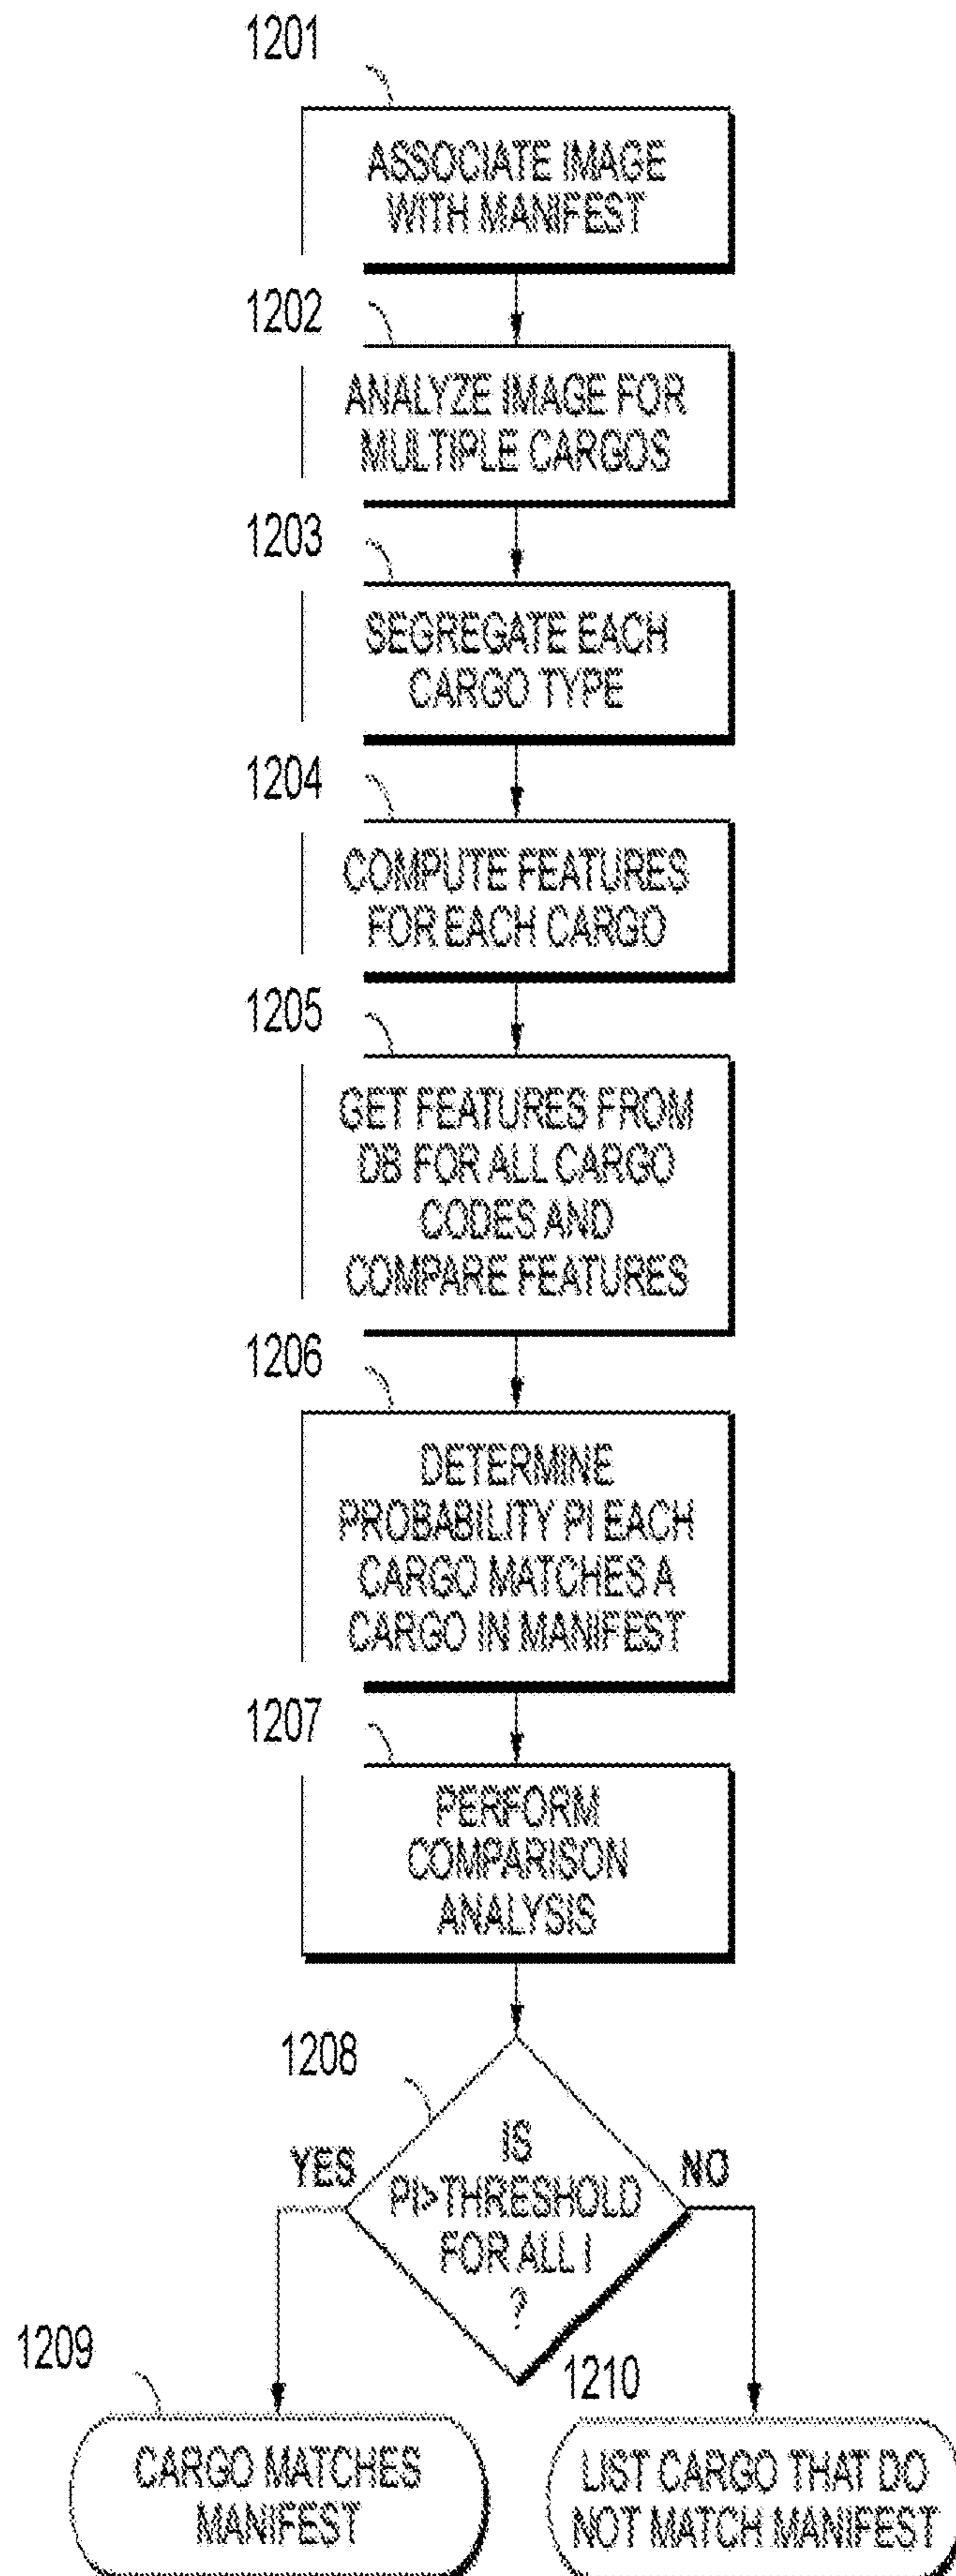 1201
ASSOCIATE IMAGE
WITH MANIFEST
1202
ANALYZE IMAGE FOR
MULTIPLE CARGOS
1203
SEGREGATE EACH
CARGO TYPE
1204
COMPUTE FEATURES
FOR EACH CARGO
1205
GET FEATURES FROM
DB FOR ALL CARGO
CODES AND
COMPARE FEATURES
1206
DETERMINE
PROBABILITY PI EACH
CARGO MATCHES A
CARGO IN MANIFEST
1207
PERFORM
COMPARISON
ANALYSIS
1208
IS
PI>THRESHOLD
FOR ALL I
?
YES
NO
1209
CARGO MATCHES
MANIFEST
1210
LIST CARGO THAT DO
NOT MATCH MANIFEST